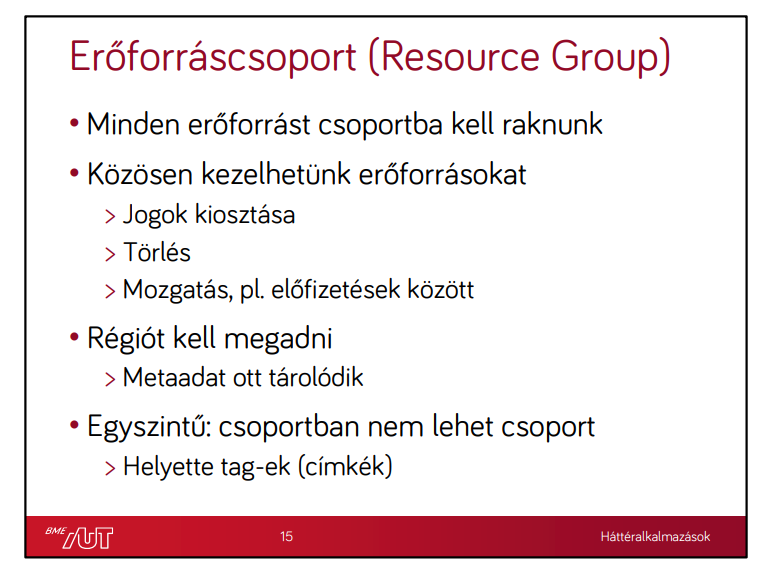 Erőforráscsoport (Resource Group)
• Minden erőforrást csoportba kell raknunk
• Közösen kezelhetünk erőforrásokat
> Jogok kiosztása
> Törlés
> Mozgatás, pl. előfizetések között
• Régiót kell megadni
> Metaadat ott tárolódik
• Egyszintű: csoportban nem lehet csoport
> Helyette tag-ek (címkék)
BME AUT
15
Háttéralkalmazások